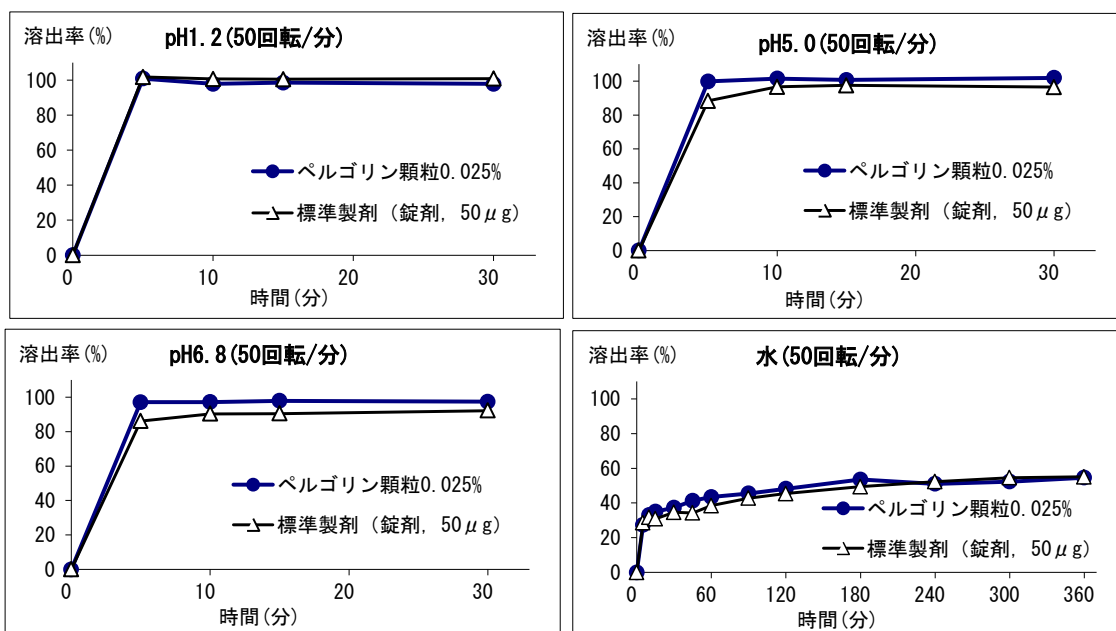 溶出率(%)
pH1.2(50回転/分)
100
80
60
40
20
0
ペルゴリン顆粒0.025%
標準製剤（錠剤, 50μg）
0
10
20
30
時間(分)
溶出率(%)
pH5.0(50回転/分)
100
80
60
40
20
0
ペルゴリン顆粒0.025%
標準製剤（錠剤, 50μg）
0
10
20
30
時間(分)
溶出率(%)
pH6.8(50回転/分)
100
80
60
40
20
0
ペルゴリン顆粒0.025%
標準製剤（錠剤, 50μg）
0
10
20
30
時間(分)
溶出率(%)
水(50回転/分)
100
80
60
40
20
0
ペルゴリン顆粒0.025%
標準製剤（錠剤, 50μg）
0
60
120
180
240
300
360
時間(分)